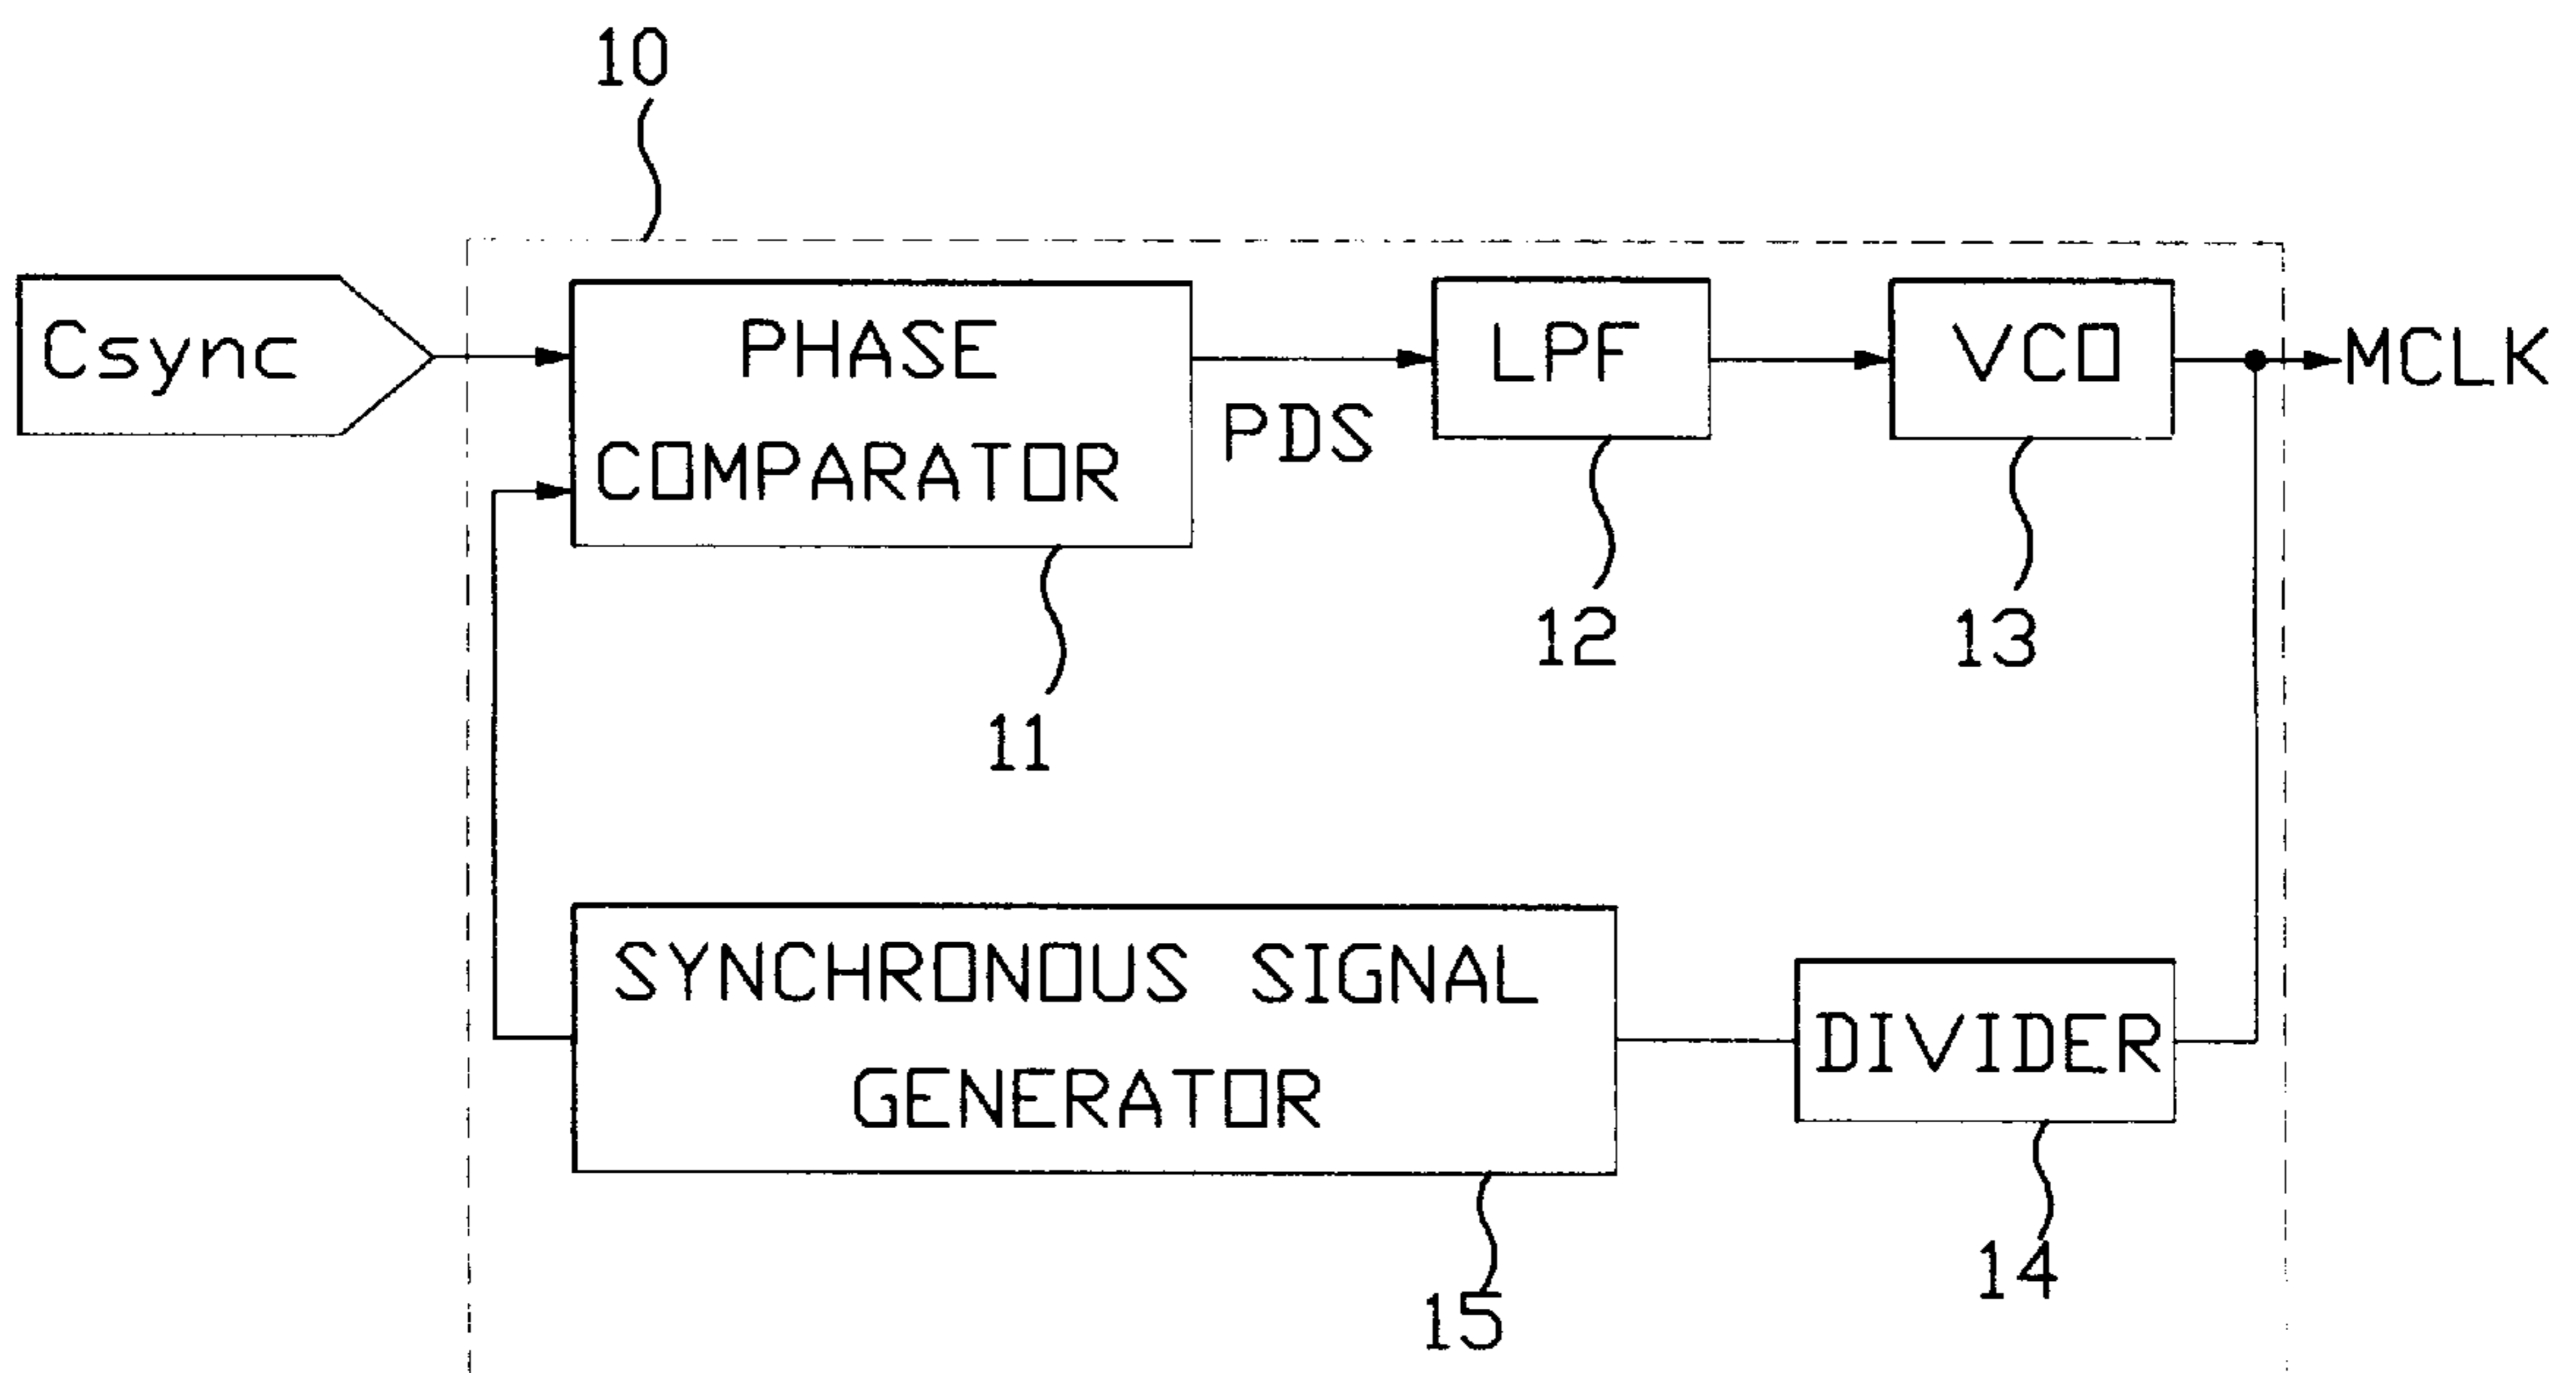 10
Csync
PHASE
COMPARATOR
PDS
LPF
VCO
MCLK
11
12
13
SYNCHRONOUS SIGNAL
GENERATOR
DIVIDER
14
15